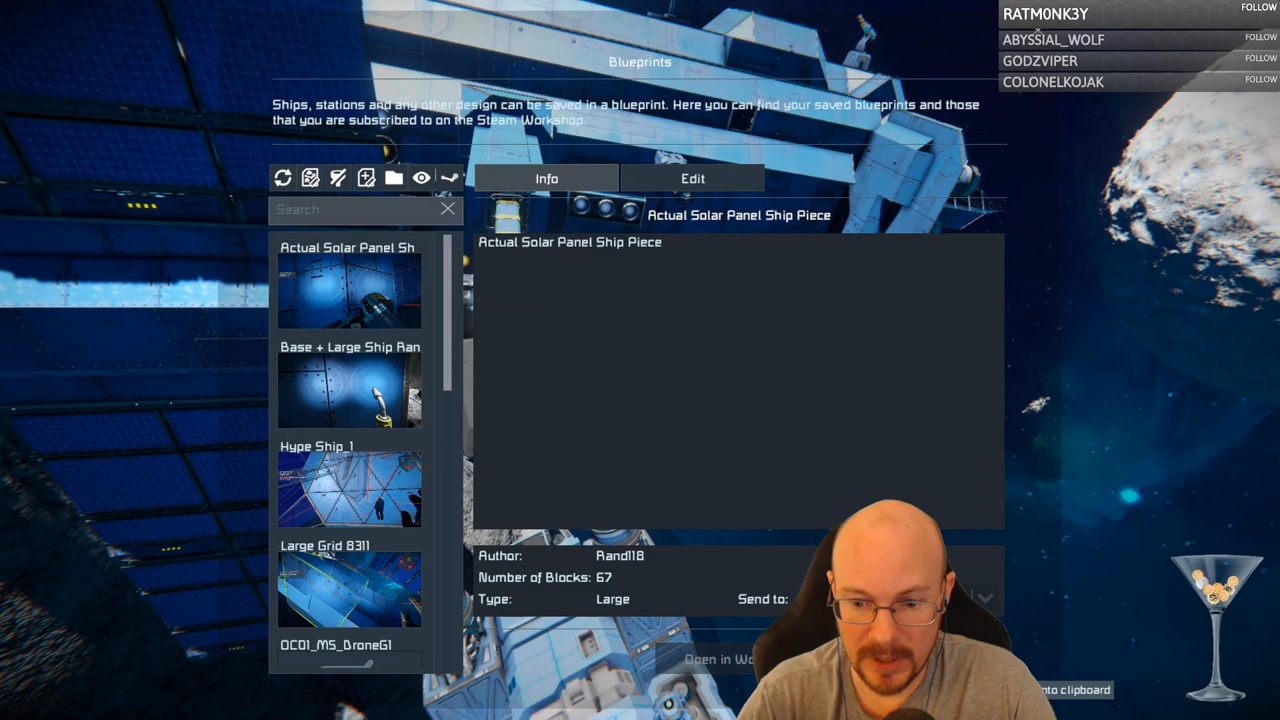 RATM0NK3Y
FOLLOW
ABYSSIAL_WOLF
FOLLOW
GODZVIPER
FOLLOW
COLONELKOJAK
FOLLOW
Blueprints
Ships, stations and any other design can be saved in a blueprint. Here you can find your saved blueprints and those
that you are subscribed to on the Steam Workshop.
Info
Edit
Search
Actual Solar Panel Ship Piece
Actual Solar Panel Ship Piece
Actual Solar Panel Sh
Base + Large Ship Ran
Hype Ship_1
Large Grid 8311
OC01_MS_DroneG1
Author: Rand118
Number of Blocks: 67
Type: Large
Send to:
Open in Wo
nto clipboard